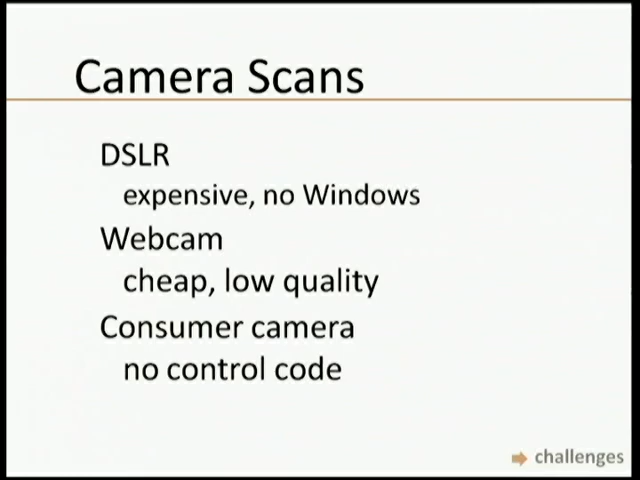 Camera Scans
DSLR
expensive, no Windows
Webcam
cheap, low quality
Consumer camera
no control code
challenges